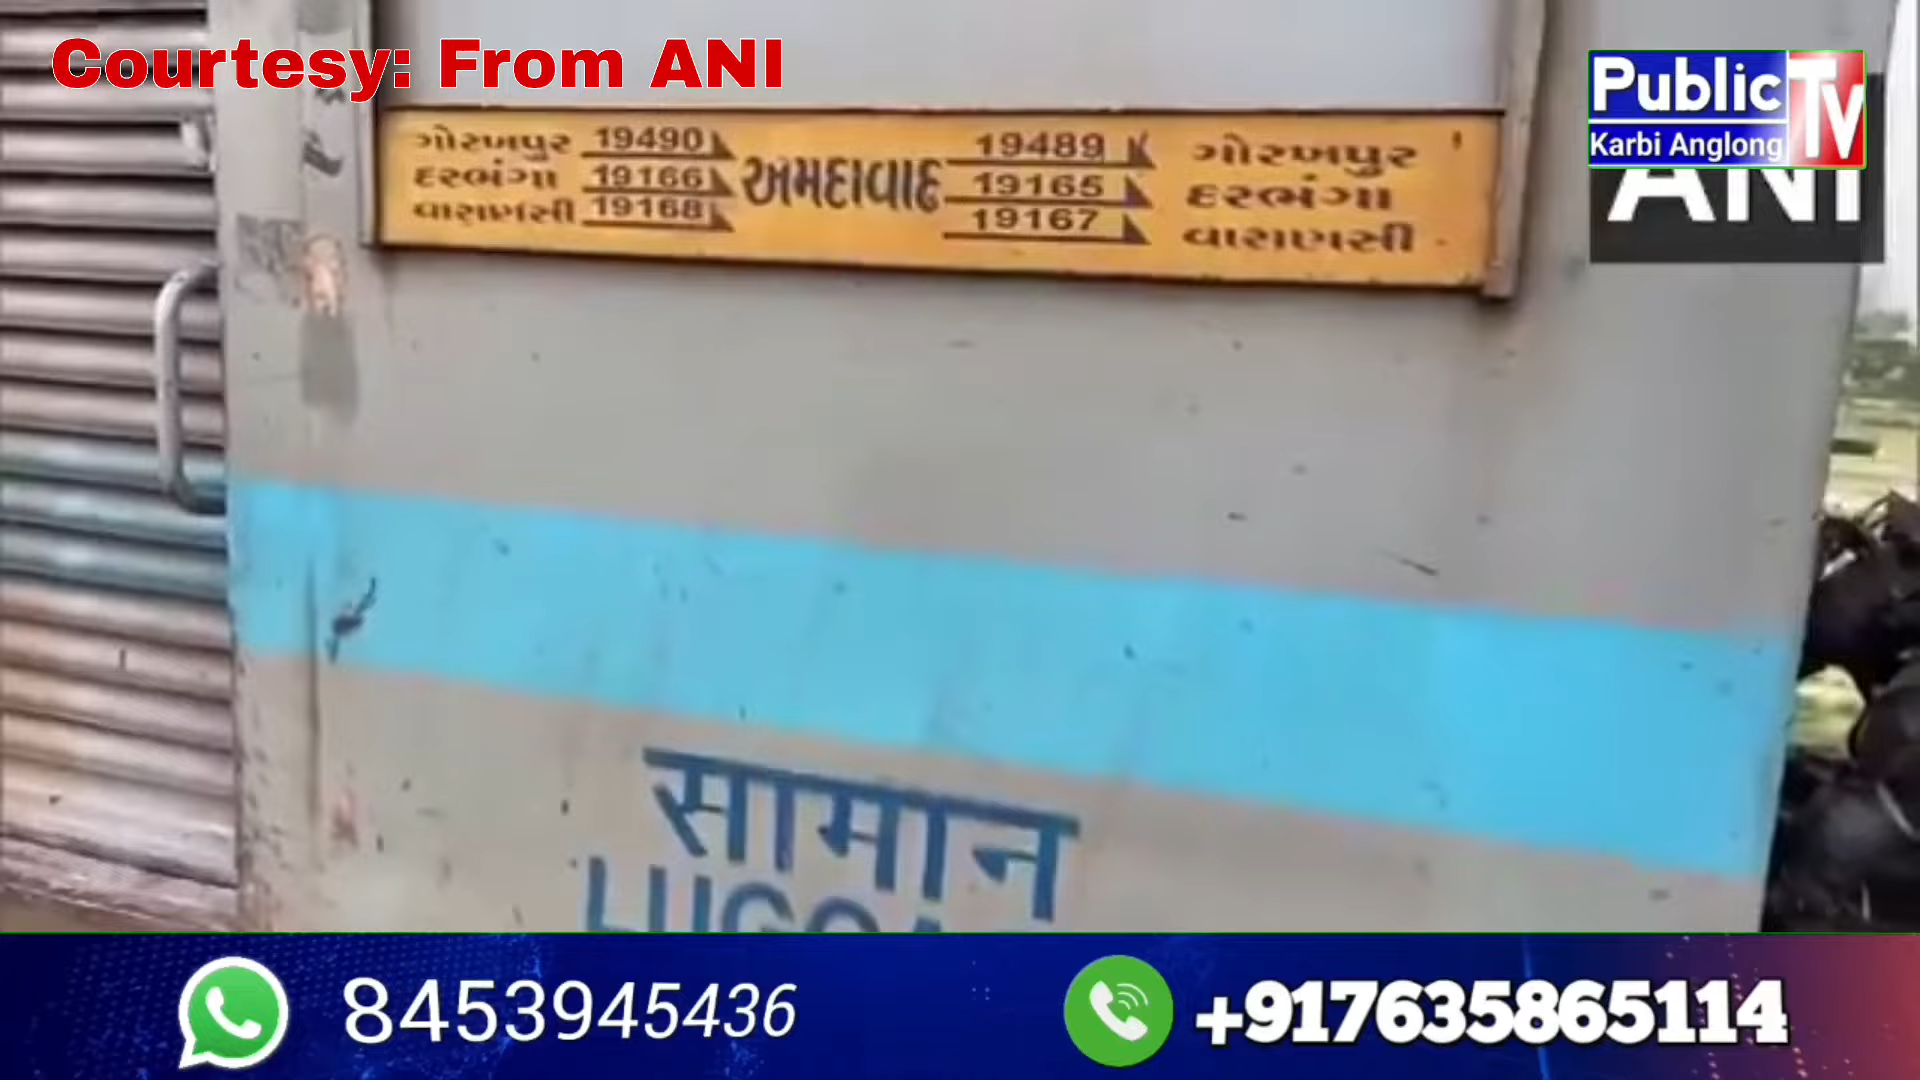 Courtesy: From ANI
Public TV
Karbi Anglong
ANI
ગોરખપુર 19490 અમદાવાદ 19489 ગોરખપુર
દરભંગા 19166 19165 દરભંગા
વારાણસી 19168 19167 વારાણસી
सामान
8453945436
+917635865114